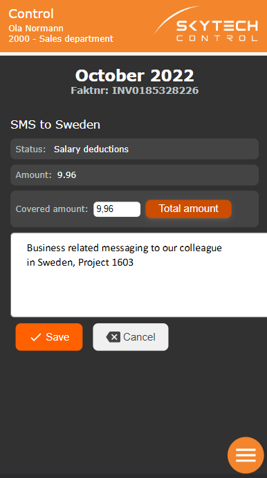 Control
Ola Normann
2000 - Sales department
SKYTECH
CONTROL
October 2022
Faktnr: INV0185328226
SMS to Sweden
Status: Salary deductions
Amount: 9.96
Covered amount: 9,96 Total amount
Business related messaging to our colleague
in Sweden, Project 1603
Save Cancel